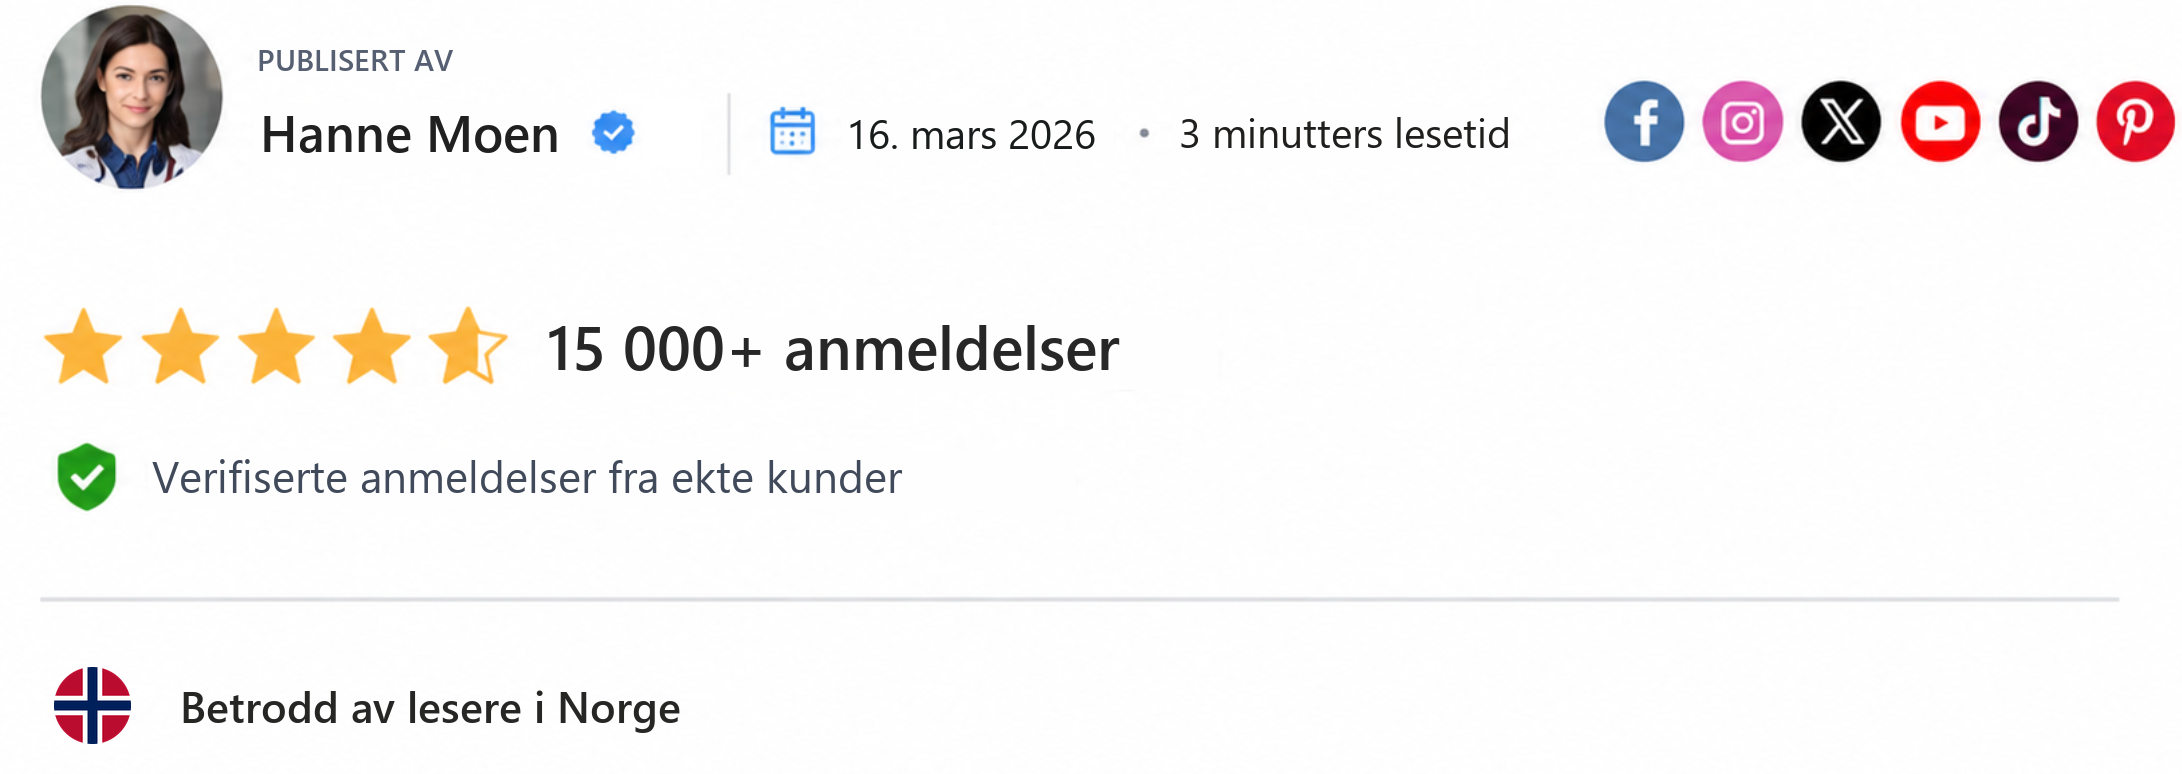 PUBLISERT AV
Hanne Moen
16. mars 2026 • 3 minutters lesetid
15 000+ anmeldelser
Verifiserte anmeldelser fra ekte kunder
Betrodd av lesere i Norge